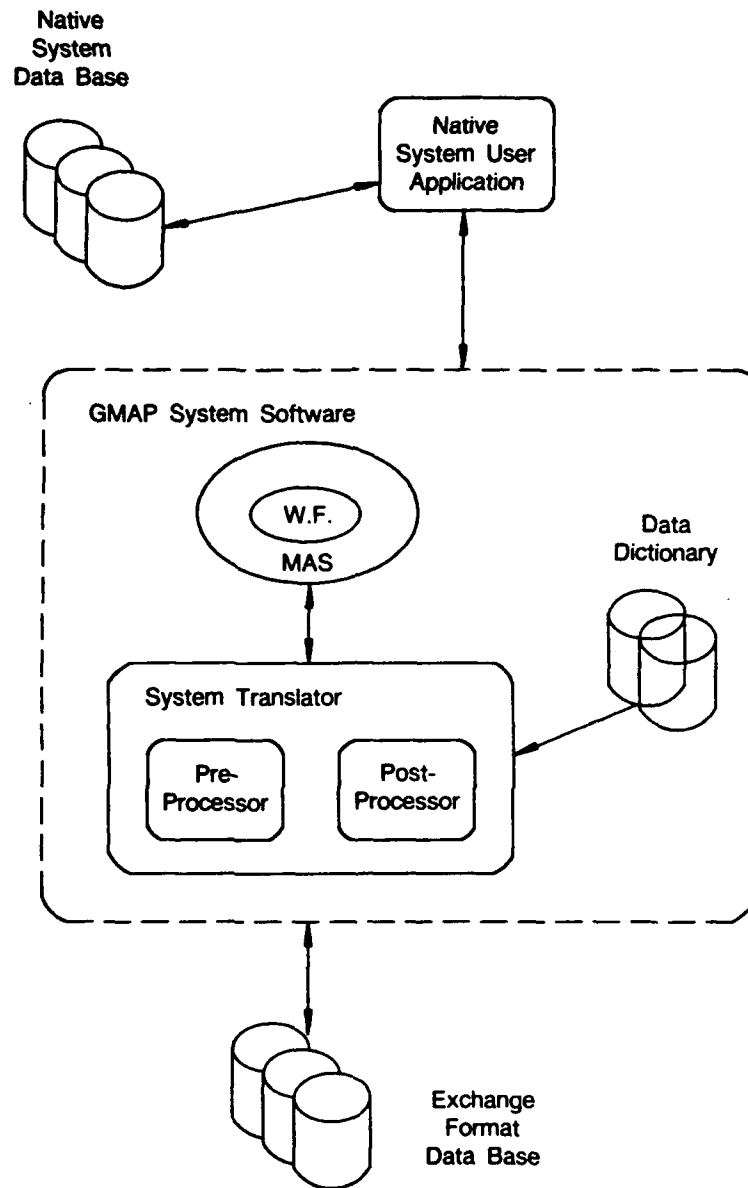 Native
System
Data Base
Native
System User
Application
GMAP System Software
W.F.
MAS
Data
Dictionary
System Translator
Pre-
Processor
Post-
Processor
Exchange
Format
Data Base